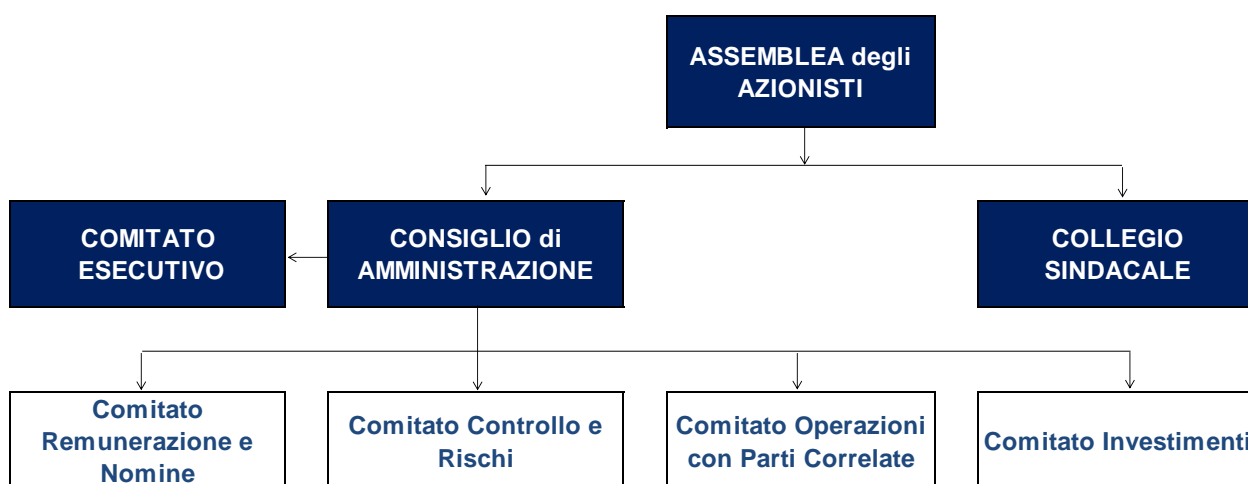 ASSEMBLEA degli
AZIONISTI
COMITATO
ESECUTIVO
CONSIGLIO di
AMMINISTRAZIONE
COLLEGIO
SINDACALE
Comitato
Remunerazione e
Nomine
Comitato Controllo e
Rischi
Comitato Operazioni
con Parti Correlate
Comitato Investimenti